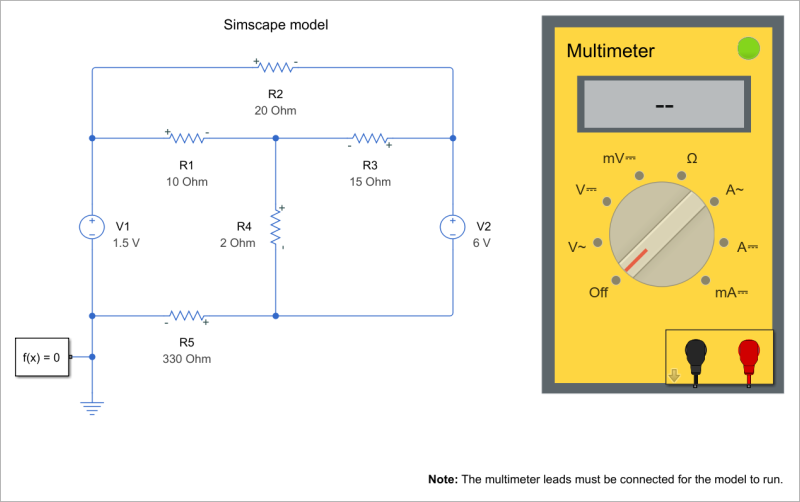 Simscape model
+ -
R2
20 Ohm
+ -
R1
10 Ohm
- +
R3
15 Ohm
+
−
V1
1.5 V
+
-
R4
2 Ohm
+
−
V2
6 V
- +
R5
330 Ohm
f(x) = 0
Multimeter
--
mV⎓
Ω
V⎓
A~
V~
A⎓
Off
mA⎓
Note: The multimeter leads must be connected for the model to run.